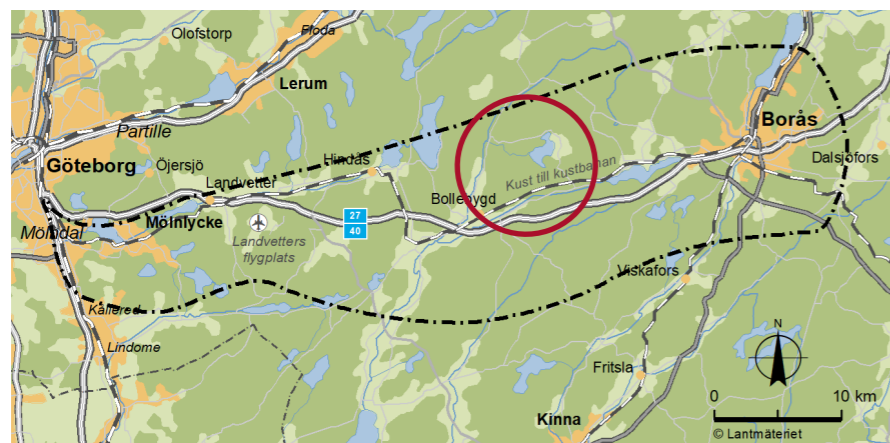 Olofstorp
Floda
Lerum
Partille
Borås
Göteborg
Öjersjö
Hindås
Dalsjöfors
Kust till kustbanan
Landvetter
Bollebygd
Mölnlycke
27
40
Mölndal
Landvetters
flygplats
Viskafors
Kållered
N
Lindome
Fritsla
0
10 km
Kinna
© Lantmäteriet